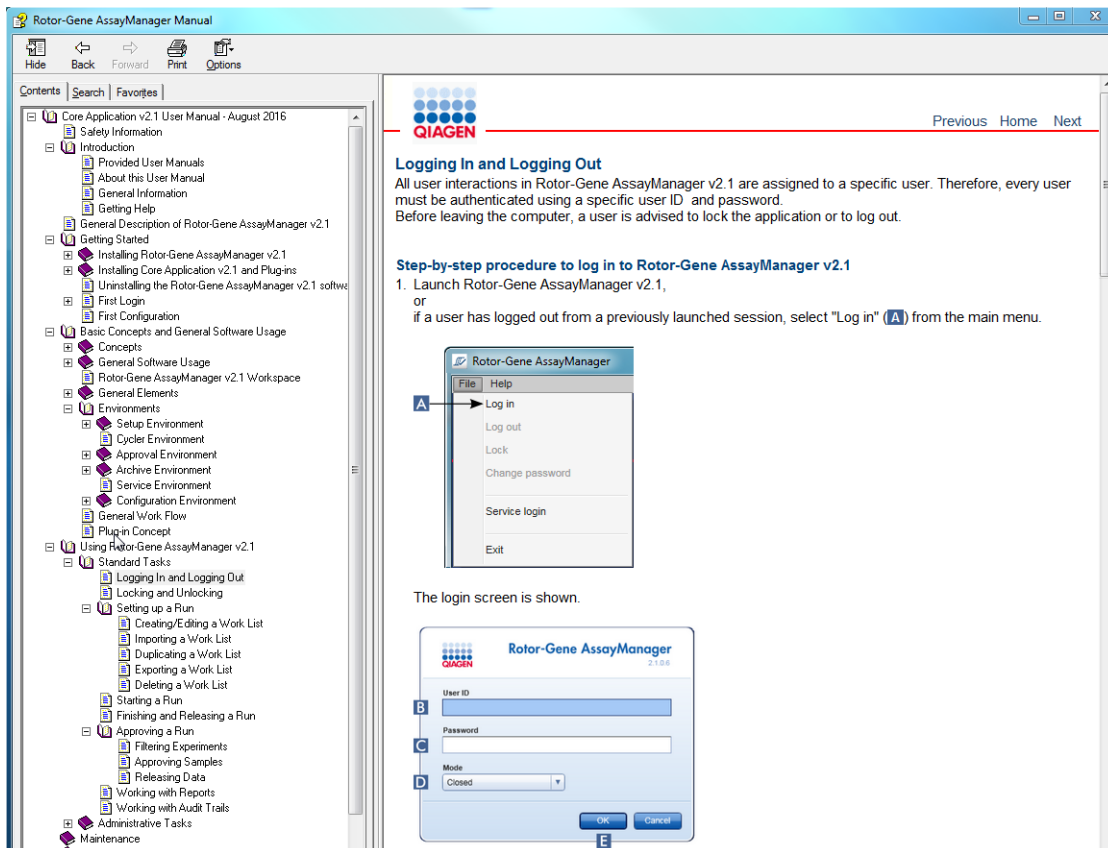 Rotor-Gene AssayManager Manual
Hide Back Forward Print Options
Contents Search Favorites
Core Application v2.1 User Manual - August 2016
Safety Information
Introduction
Provided User Manuals
About this User Manual
General Information
Getting Help
General Description of Rotor-Gene AssayManager v2.1
Getting Started
Installing Rotor-Gene AssayManager v2.1
Installing Core Application v2.1 and Plug-ins
Uninstalling the Rotor-Gene AssayManager v2.1 softwa
First Login
First Configuration
Basic Concepts and General Software Usage
Concepts
General Software Usage
Rotor-Gene AssayManager v2.1 Workspace
General Elements
Environments
Setup Environment
Cycler Environment
Approval Environment
Archive Environment
Service Environment
Configuration Environment
General Work Flow
Plug-in Concept
Using Rotor-Gene AssayManager v2.1
Standard Tasks
Logging In and Logging Out
Locking and Unlocking
Setting up a Run
Creating/Editing a Work List
Importing a Work List
Duplicating a Work List
Exporting a Work List
Deleting a Work List
Starting a Run
Finishing and Releasing a Run
Approving a Run
Filtering Experiments
Approving Samples
Releasing Data
Working with Reports
Working with Audit Trails
Administrative Tasks
Maintenance
QIAGEN
Previous Home Next
Logging In and Logging Out
All user interactions in Rotor-Gene AssayManager v2.1 are assigned to a specific user. Therefore, every user
must be authenticated using a specific user ID and password.
Before leaving the computer, a user is advised to lock the application or to log out.
Step-by-step procedure to log in to Rotor-Gene AssayManager v2.1
1. Launch Rotor-Gene AssayManager v2.1,
or
if a user has logged out from a previously launched session, select "Log in" (A) from the main menu.
Rotor-Gene AssayManager
File Help
A Log in
Log out
Lock
Change password
Service login
Exit
The login screen is shown.
QIAGEN
Rotor-Gene AssayManager
2.1.0.6
User ID
B
Password
C
Mode
D Closed
OK Cancel
E